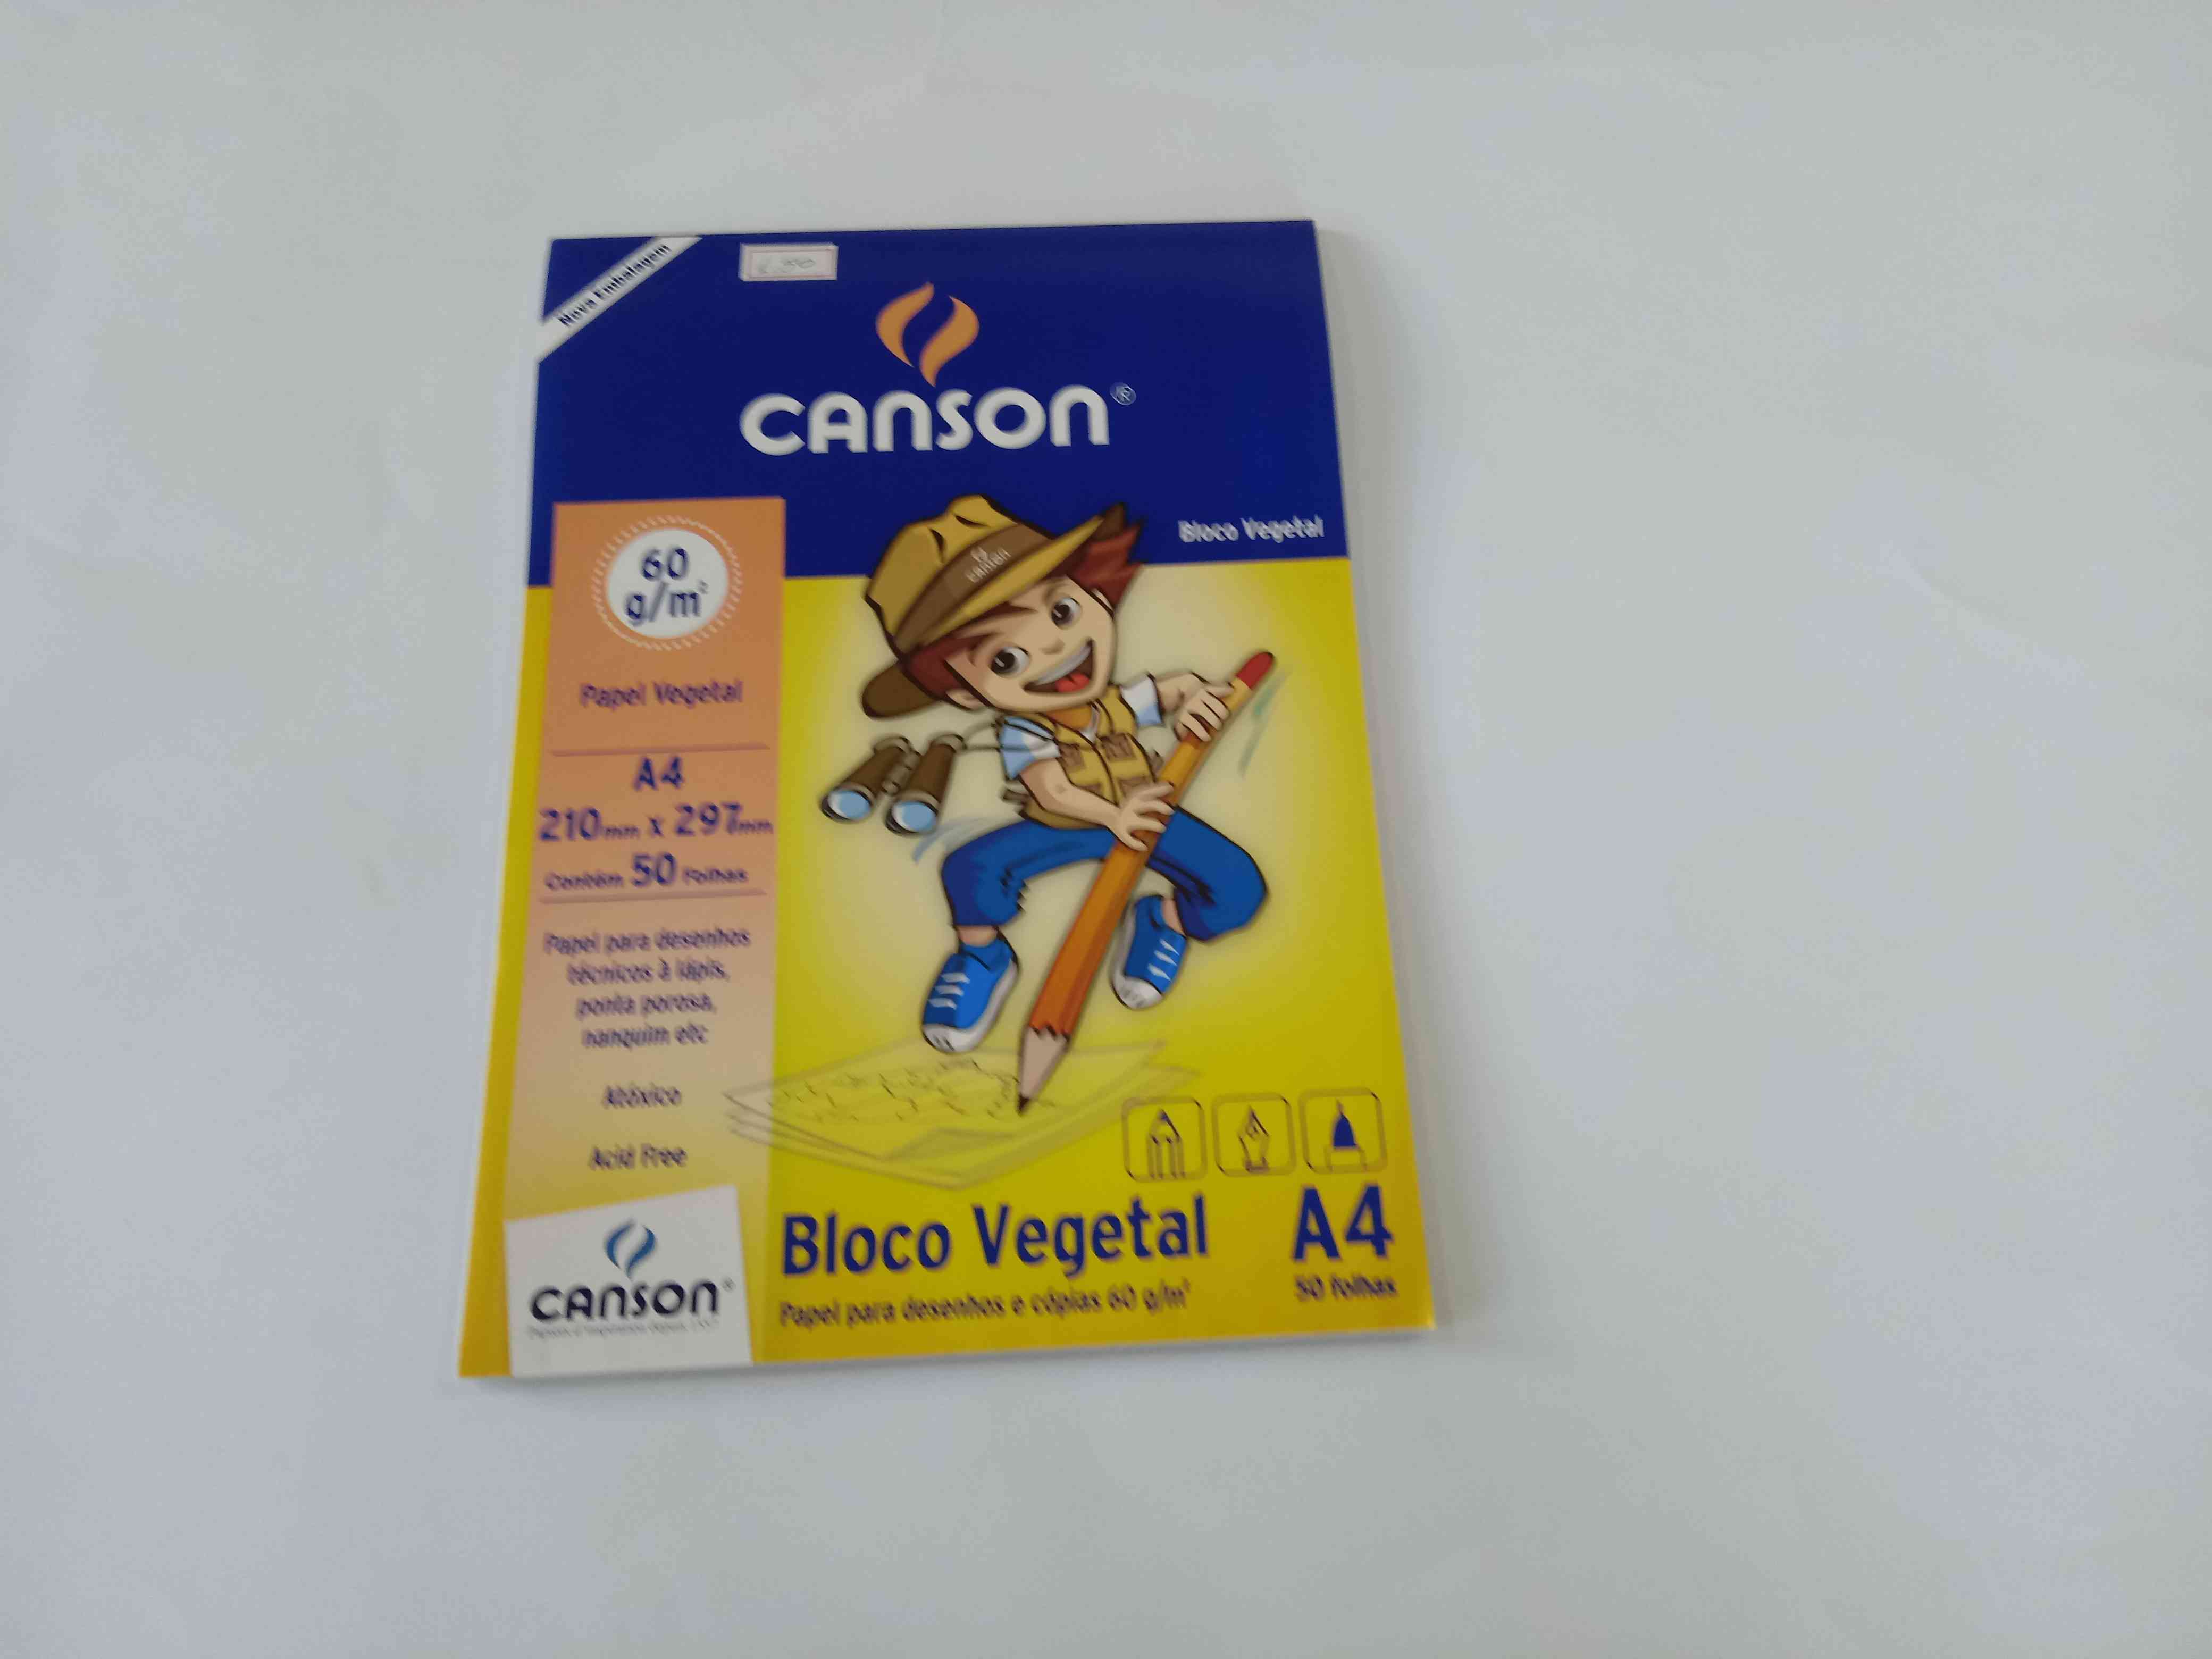 Nova Embalagem
CANSON®
Bloco Vegetal
CANSON
60
g/m²
Papel Vegetal
A4
210mm x 297mm
Contém 50 Folhas
Papel para desenhos
técnicos à lápis,
ponta porosa,
nanquim etc
Atóxico
Acid Free
CANSON®
Bloco Vegetal A4
Papel para desenhos e cópias 60 g/m²
50 folhas